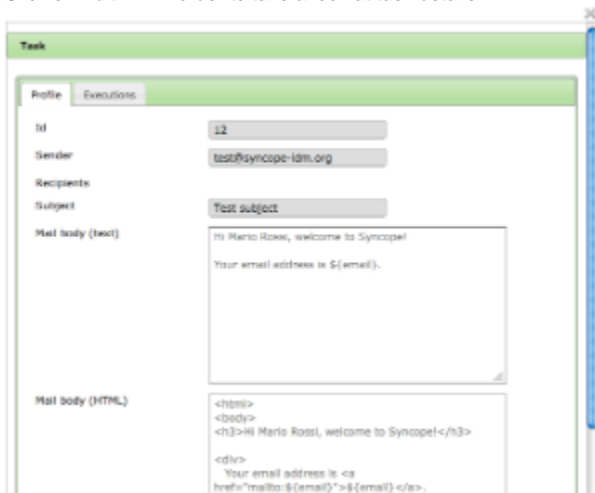 Task
Profile Executions
Id 12
Sender test@syncope-idm.org
Recipients
Subject Test subject
Mail body (text) Hi Mario Rossi, welcome to Syncope!
Your email address is ${email}.
Mail body (HTML) <html>
<body>
<h3>Hi Mario Rossi, welcome to Syncope!</h3>
<div>
Your email address is <a
href="mailto:${email}">${email}</a>.